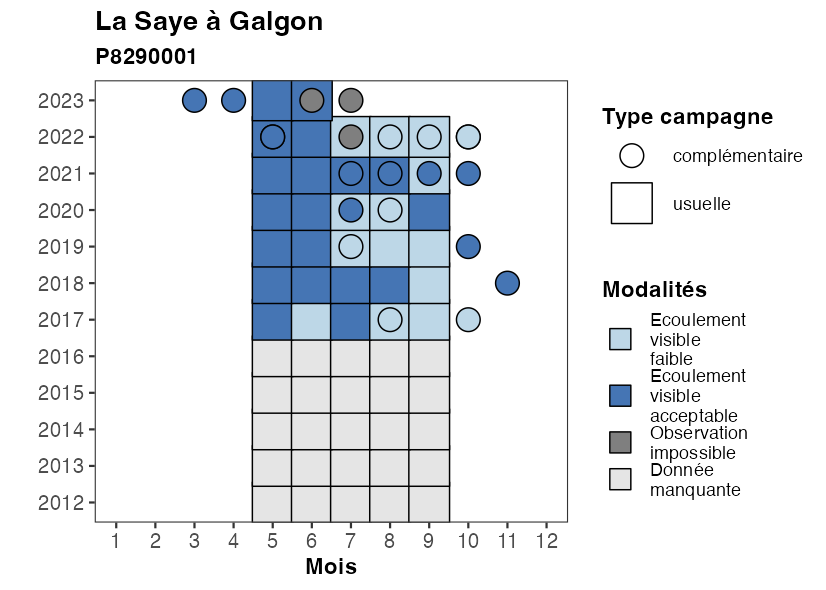 La Saye à Galgon
P8290001
2023
2022
2021
2020
2019
2018
2017
2016
2015
2014
2013
2012
1 2 3 4 5 6 7 8 9 10 11 12
Mois
Type campagne
complémentaire
usuelle
Modalités
Ecoulement
visible
faible
Ecoulement
visible
acceptable
Observation
impossible
Donnée
manquante